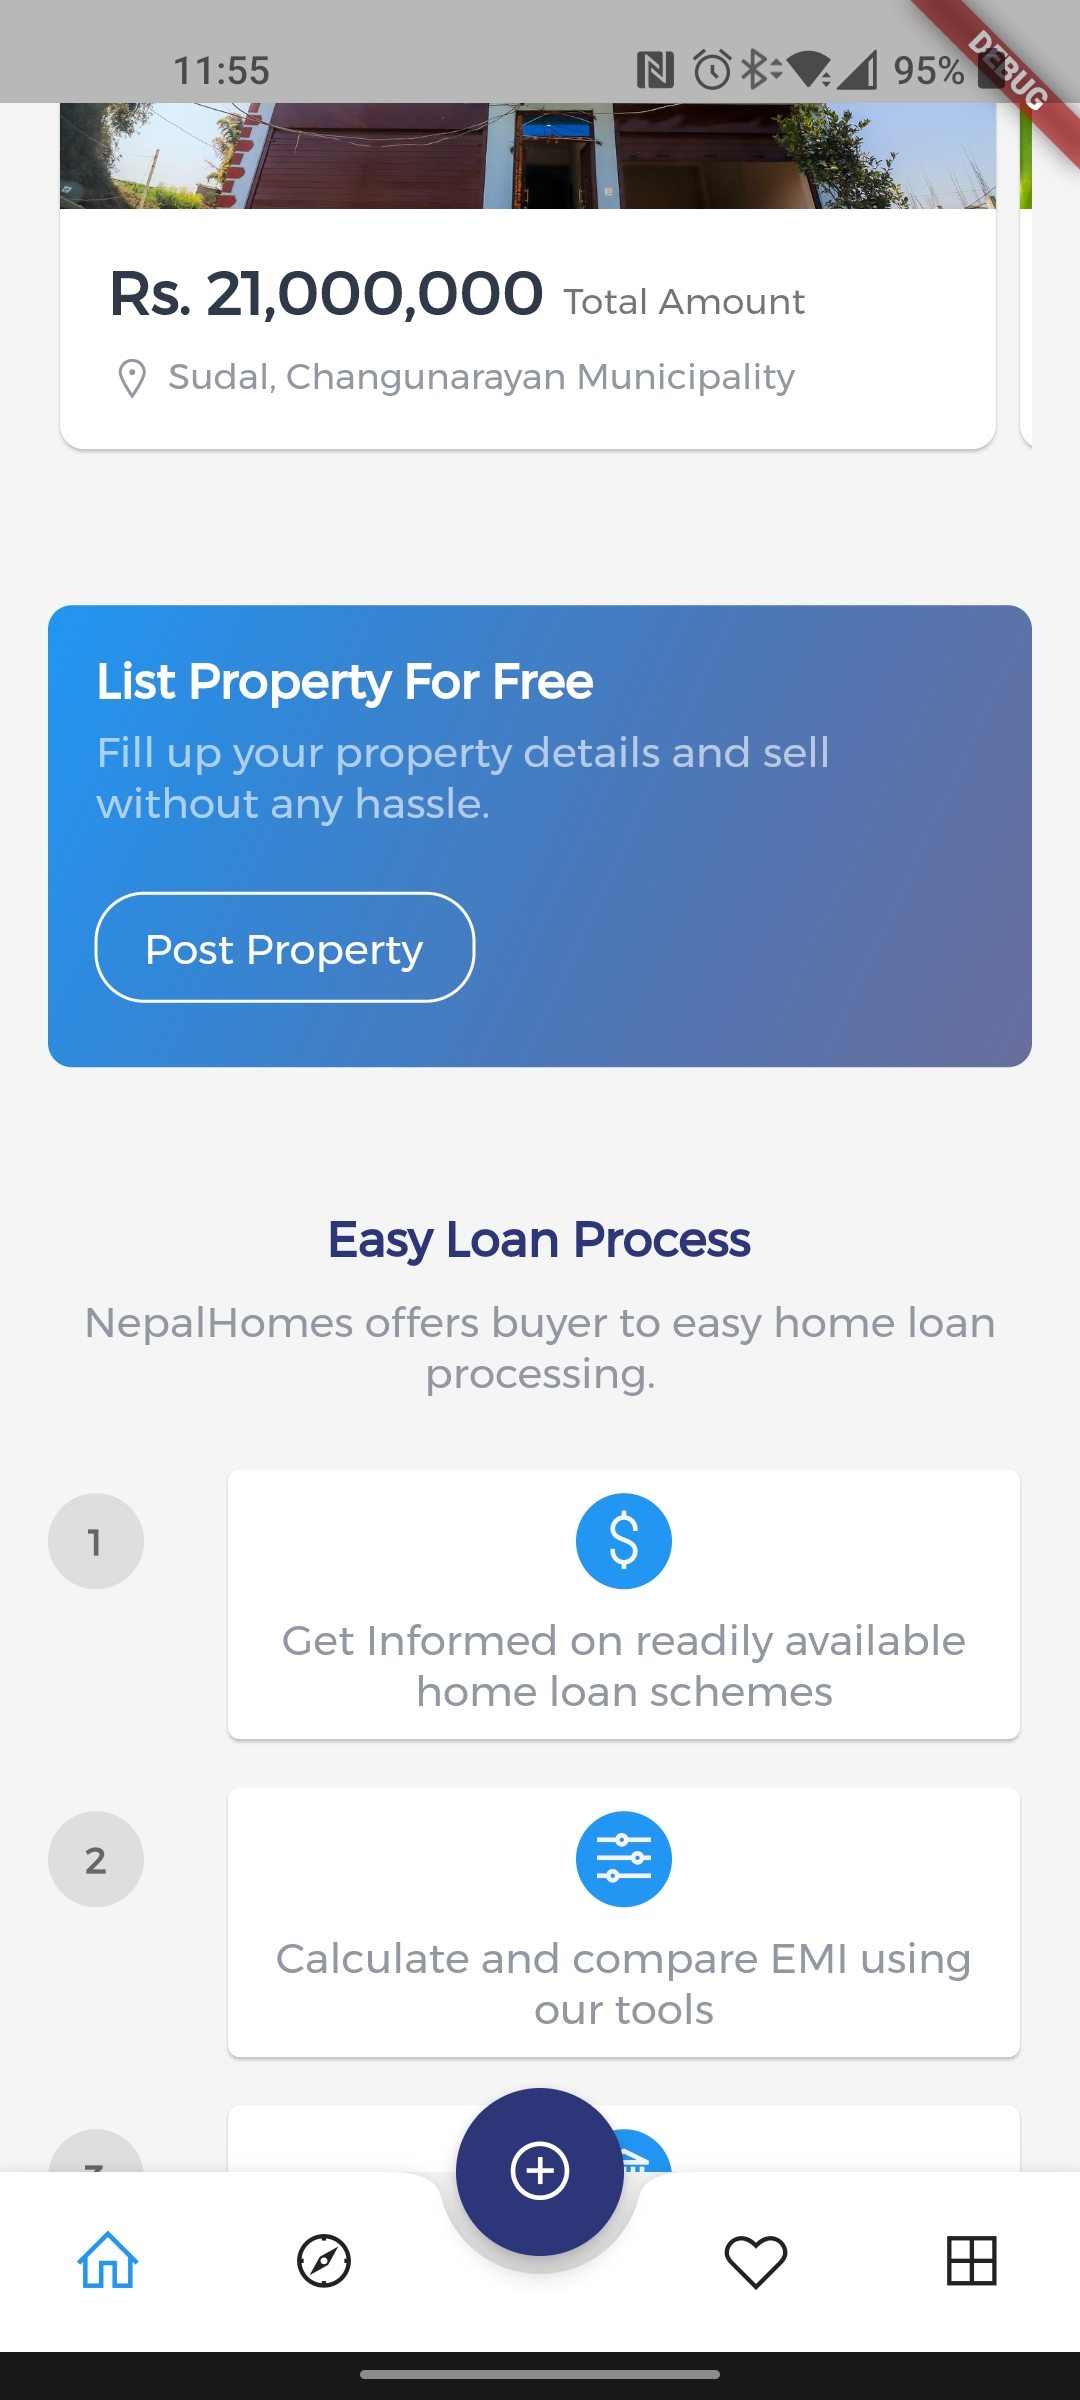 11:55
95%
DEBUG
Rs. 21,000,000 Total Amount
Sudal, Changunarayan Municipality
List Property For Free
Fill up your property details and sell
without any hassle.
Post Property
Easy Loan Process
NepalHomes offers buyer to easy home loan
processing.
1
Get Informed on readily available
home loan schemes
2
Calculate and compare EMI using
our tools